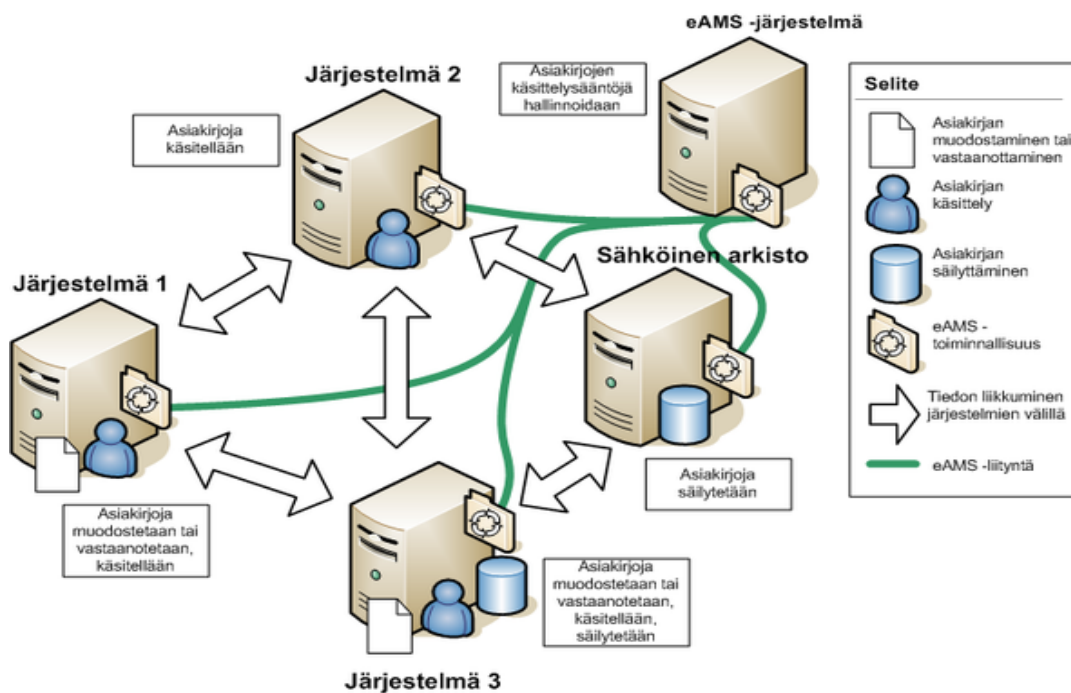 eAMS -järjestelmä
Järjestelmä 2
Asiakirjojen
käsittelysääntöjä
hallinnoidaan
Asiakirjoja
käsitellään
Sähköinen arkisto
Järjestelmä 1
Asiakirjoja
säilytetään
Asiakirjoja
muodostetaan tai
vastaanotetaan,
käsitellään
Asiakirjoja
muodostetaan tai
vastaanotetaan,
käsitellään,
säilytetään
Järjestelmä 3
Selite
Asiakirjan
muodostaminen tai
vastaanottaminen
Asiakirjan
käsittely
Asiakirjan
säilyttäminen
eAMS -
toiminnallisuus
Tiedon liikkuminen
järjestelmien välillä
eAMS -liityntä